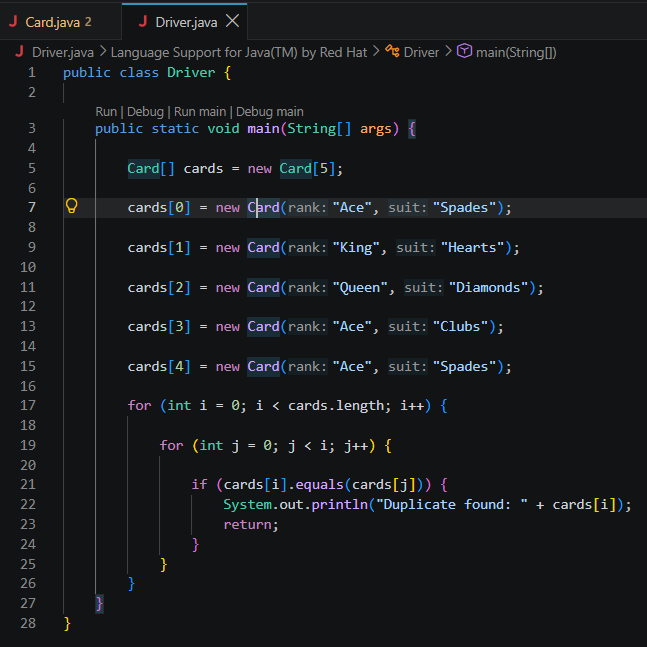 J Card.java 2 J Driver.java ×
J Driver.java > Language Support for Java(TM) by Red Hat > Driver > main(String[])
1 public class Driver {
2
Run | Debug | Run main | Debug main
3 public static void main(String[] args) {
4
5 Card[] cards = new Card[5];
6
7 cards[0] = new Card(rank: "Ace", suit: "Spades");
8
9 cards[1] = new Card(rank: "King", suit: "Hearts");
10
11 cards[2] = new Card(rank: "Queen", suit: "Diamonds");
12
13 cards[3] = new Card(rank: "Ace", suit: "Clubs");
14
15 cards[4] = new Card(rank: "Ace", suit: "Spades");
16
17 for (int i = 0; i < cards.length; i++) {
18
19 for (int j = 0; j < i; j++) {
20
21 if (cards[i].equals(cards[j])) {
22 System.out.println("Duplicate found: " + cards[i]);
23 return;
24 }
25 }
26 }
27 }
28 }